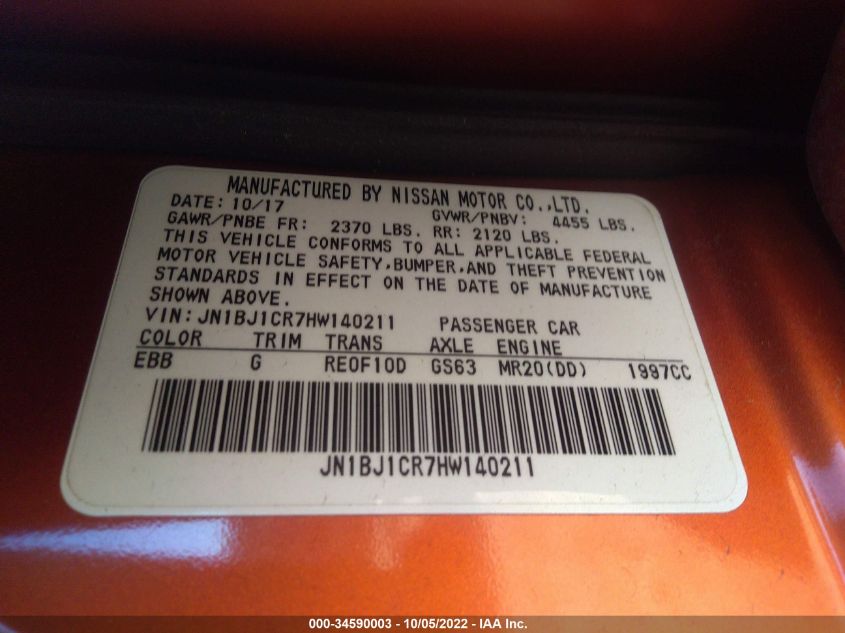 MANUFACTURED BY NISSAN MOTOR CO.,LTD.
DATE: 10/17 GVWR/PNBV: 4455 LBS.
GAWR/PNBE FR: 2370 LBS. RR: 2120 LBS.
THIS VEHICLE CONFORMS TO ALL APPLICABLE FEDERAL
MOTOR VEHICLE SAFETY,BUMPER,AND THEFT PREVENTION
STANDARDS IN EFFECT ON THE DATE OF MANUFACTURE
SHOWN ABOVE.
VIN:JN1BJ1CR7HW140211 PASSENGER CAR
COLOR TRIM TRANS AXLE ENGINE
EBB G RE0F10D GS63 MR20(DD) 1997CC
JN1BJ1CR7HW140211
000-34590003 - 10/05/2022 - IAA Inc.